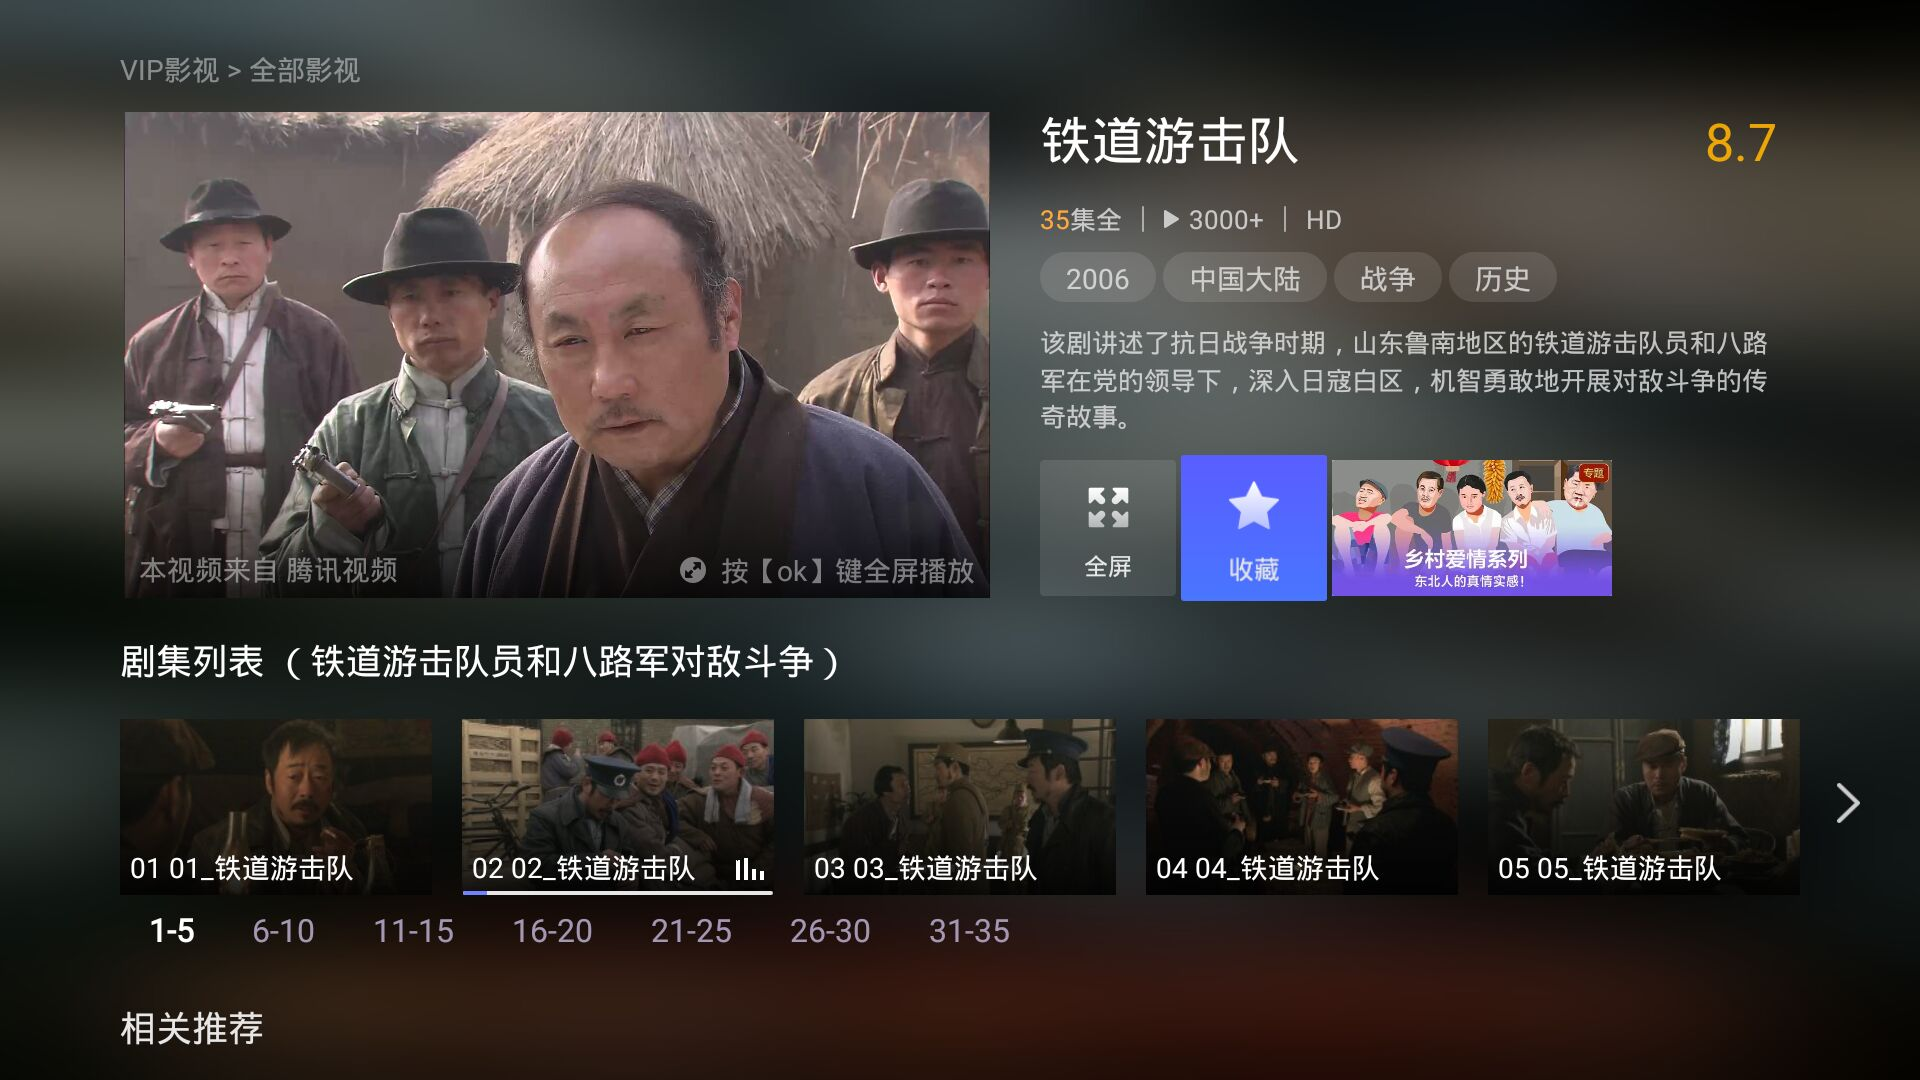 VIP影视 > 全部影视
铁道游击队
8.7
35集全 | 3000+ | HD
2006 中国大陆 战争 历史
该剧讲述了抗日战争时期，山东鲁南地区的铁道游击队员和八路
军在党的领导下，深入日寇白区，机智勇敢地开展对敌斗争的传
奇故事。
本视频来自 腾讯视频
按【ok】键全屏播放
全屏
收藏
专题
乡村爱情系列
东北人的真情实感!
剧集列表 （铁道游击队员和八路军对敌斗争）
01 01_铁道游击队
02 02_铁道游击队
03 03_铁道游击队
04 04_铁道游击队
05 05_铁道游击队
1-5 6-10 11-15 16-20 21-25 26-30 31-35
相关推荐